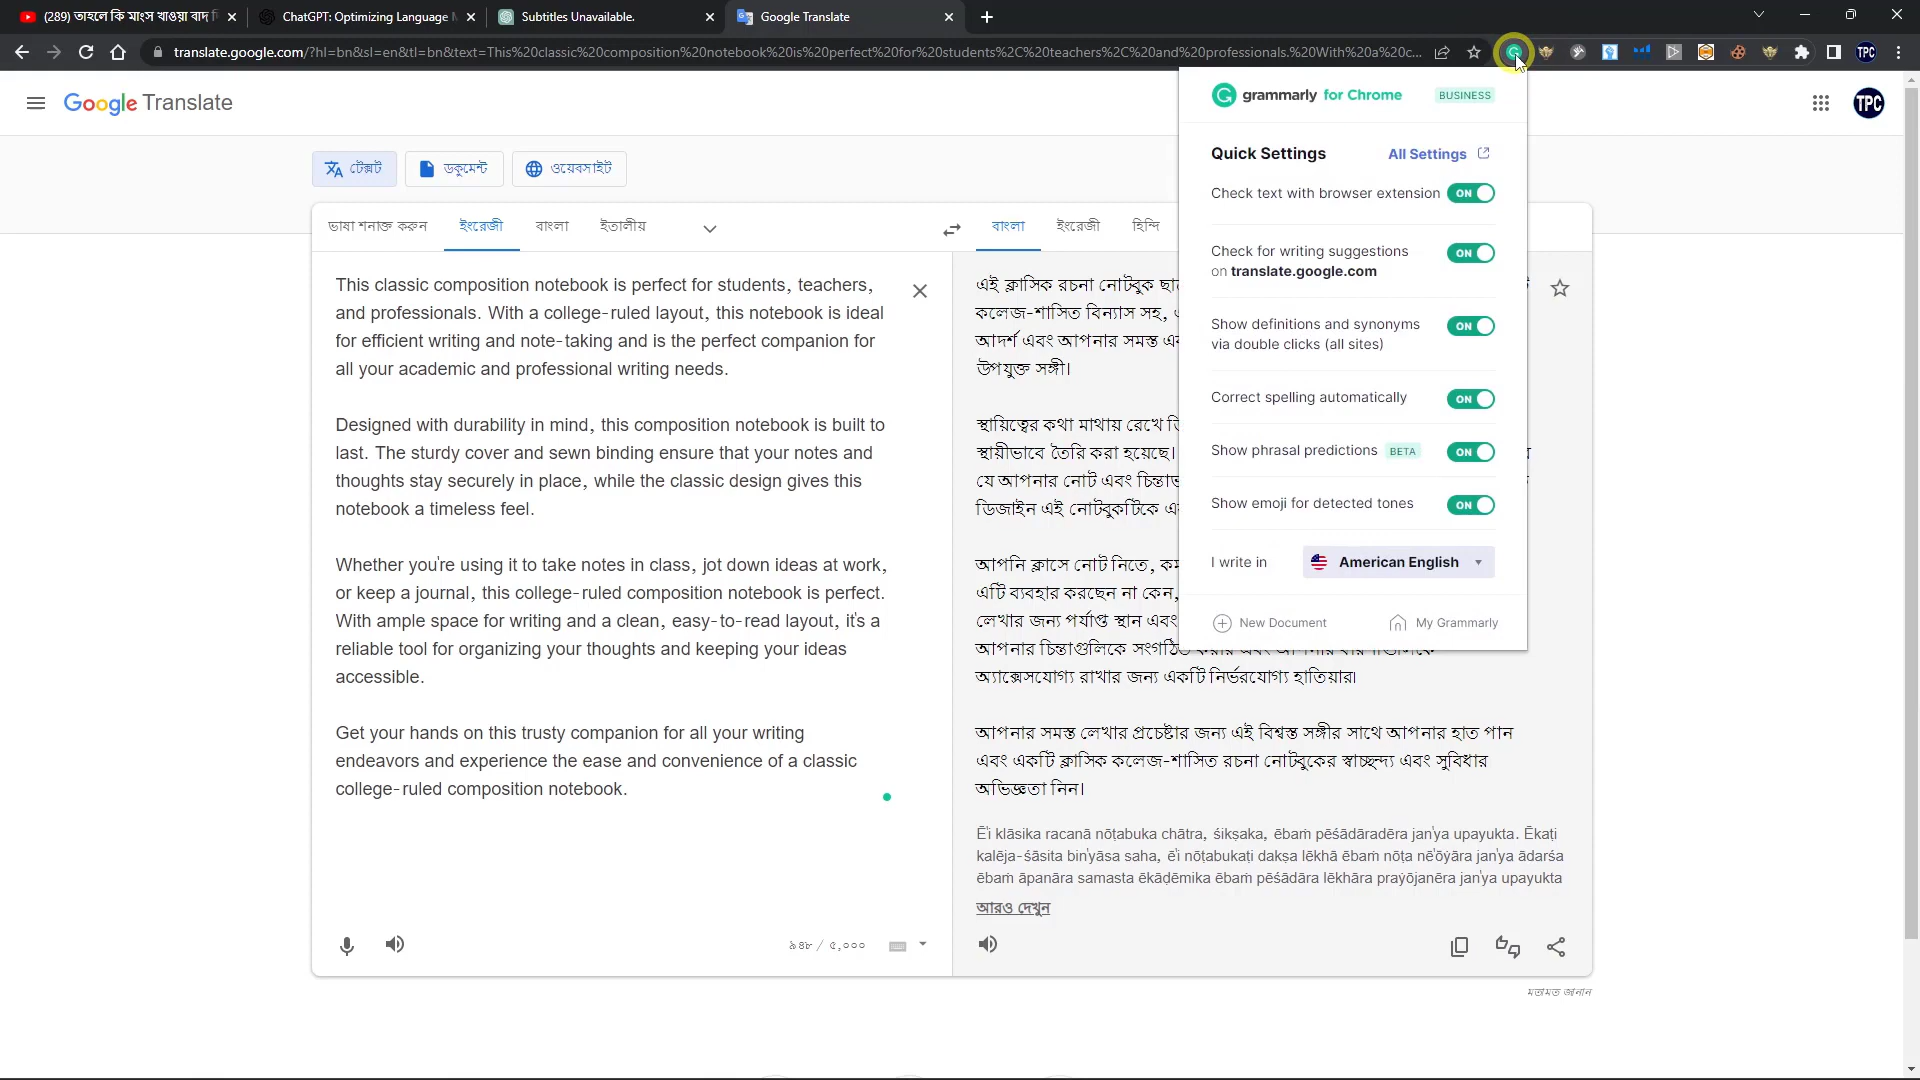 (289) তাহলে কি মাংস খাওয়া বাদ
ChatGPT: Optimizing Language
Subtitles Unavailable.
Google Translate
translate.google.com/?hl=bn&sl=en&tl=bn&text=This%20classic%20composition%20notebook%20is%20perfect%20for%20students%2C%20teachers%2C%20and%20professionals.%20With%20a%20c...
TPC
Google Translate
TPC
টেক্সট
ডকুমেন্ট
ওয়েবসাইট
ভাষা শনাক্ত করুন
ইংরেজী
বাংলা
ইতালীয়
বাংলা
ইংরেজী
হিন্দি
This classic composition notebook is perfect for students, teachers,
and professionals. With a college-ruled layout, this notebook is ideal
for efficient writing and note-taking and is the perfect companion for
all your academic and professional writing needs.
Designed with durability in mind, this composition notebook is built to
last. The sturdy cover and sewn binding ensure that your notes and
thoughts stay securely in place, while the classic design gives this
notebook a timeless feel.
Whether you're using it to take notes in class, jot down ideas at work,
or keep a journal, this college-ruled composition notebook is perfect.
With ample space for writing and a clean, easy-to-read layout, it's a
reliable tool for organizing your thoughts and keeping your ideas
accessible.
Get your hands on this trusty companion for all your writing
endeavors and experience the ease and convenience of a classic
college-ruled composition notebook.
৯৪৮ / ৫,০০০
এই ক্লাসিক রচনা নোটবুক
কলেজ-শাসিত বিন্যাস সহ,
আদর্শ এবং আপনার সমস্ত
উপযুক্ত সঙ্গী।
স্থায়িত্বের কথা মাথায় রেখে
স্থায়ীভাবে তৈরি করা হয়েছে।
যে আপনার নোট এবং
ডিজাইন এই নোটবুকটিকে
আপনি ক্লাসে নোট নিতে,
এটি ব্যবহার করছেন না কেন,
লেখার জন্য পর্যাপ্ত স্থান এবং
আপনার চিন্তাগুলিকে
অ্যাক্সেসযোগ্য রাখার জন্য একটি নির্ভরযোগ্য হাতিয়ার।
আপনার সমস্ত লেখার প্রচেষ্টার জন্য এই বিশ্বস্ত সঙ্গীর সাথে আপনার হাত পান
এবং একটি ক্লাসিক কলেজ-শাসিত রচনা নোটবুকের স্বাচ্ছন্দ্য এবং সুবিধার
অভিজ্ঞতা নিন।
Ē'i klāsika racanā nōṭabuka chātra, śikṣaka, ēbaṁ pēśādāradēra jan'ya upayukta. Ēkaṭi
kalēja-śāsita bin'yāsa saha, ē'i nōṭabukaṭi dakṣa lēkhā ēbaṁ nōṭa nē'ōẏāra jan'ya ādarśa
ēbaṁ āpanāra samasta ēkāḍēmika ēbaṁ pēśādāra lēkhāra praẏōjanēra jan'ya upayukta
আরও দেখুন
মতামত জানান
grammarly for Chrome
BUSINESS
Quick Settings
All Settings
Check text with browser extension
ON
Check for writing suggestions
on translate.google.com
ON
Show definitions and synonyms
via double clicks (all sites)
ON
Correct spelling automatically
ON
Show phrasal predictions BETA
ON
Show emoji for detected tones
ON
I write in
American English
New Document
My Grammarly